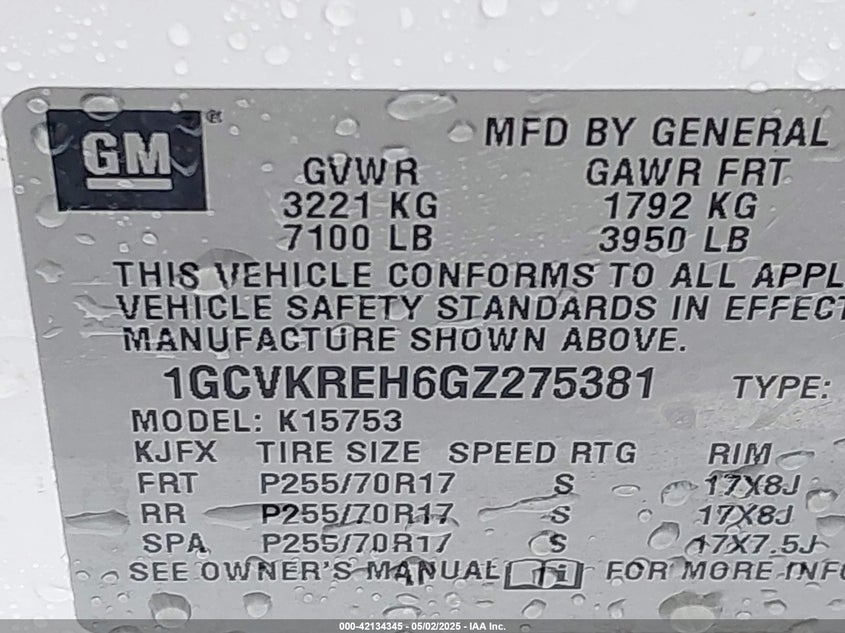 GM®
MFD BY GENERAL
GVWR GAWR FRT
3221 KG 1792 KG
7100 LB 3950 LB
THIS VEHICLE CONFORMS TO ALL APPL
VEHICLE SAFETY STANDARDS IN EFFECT
MANUFACTURE SHOWN ABOVE.
1GCVKREH6GZ275381 TYPE:
MODEL: K15753
KJFX TIRE SIZE SPEED RTG RIM
FRT P255/70R17 S 17X8J
RR P255/70R17 S 17X8J
SPA P255/70R17 S 17X7.5J
SEE OWNER'S MANUAL i FOR MORE INFO
000-42134345 - 05/02/2025 - IAA Inc.